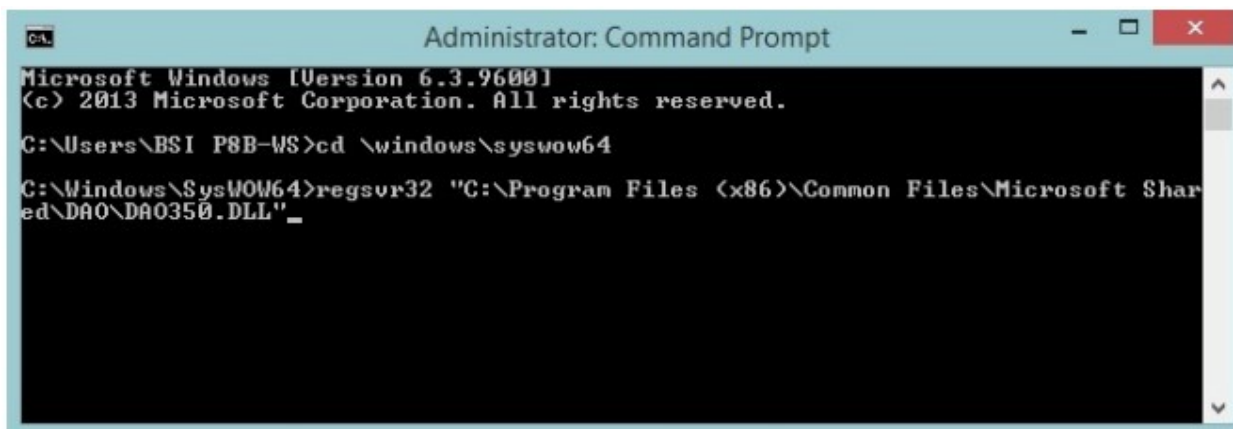 Administrator: Command Prompt
Microsoft Windows [Version 6.3.9600]
(c) 2013 Microsoft Corporation. All rights reserved.
C:\Users\BSI P8B-WS>cd \windows\syswow64
C:\Windows\SysWOW64>regsvr32 "C:\Program Files (x86)\Common Files\Microsoft Shar
ed\DAO\DAO350.DLL"_